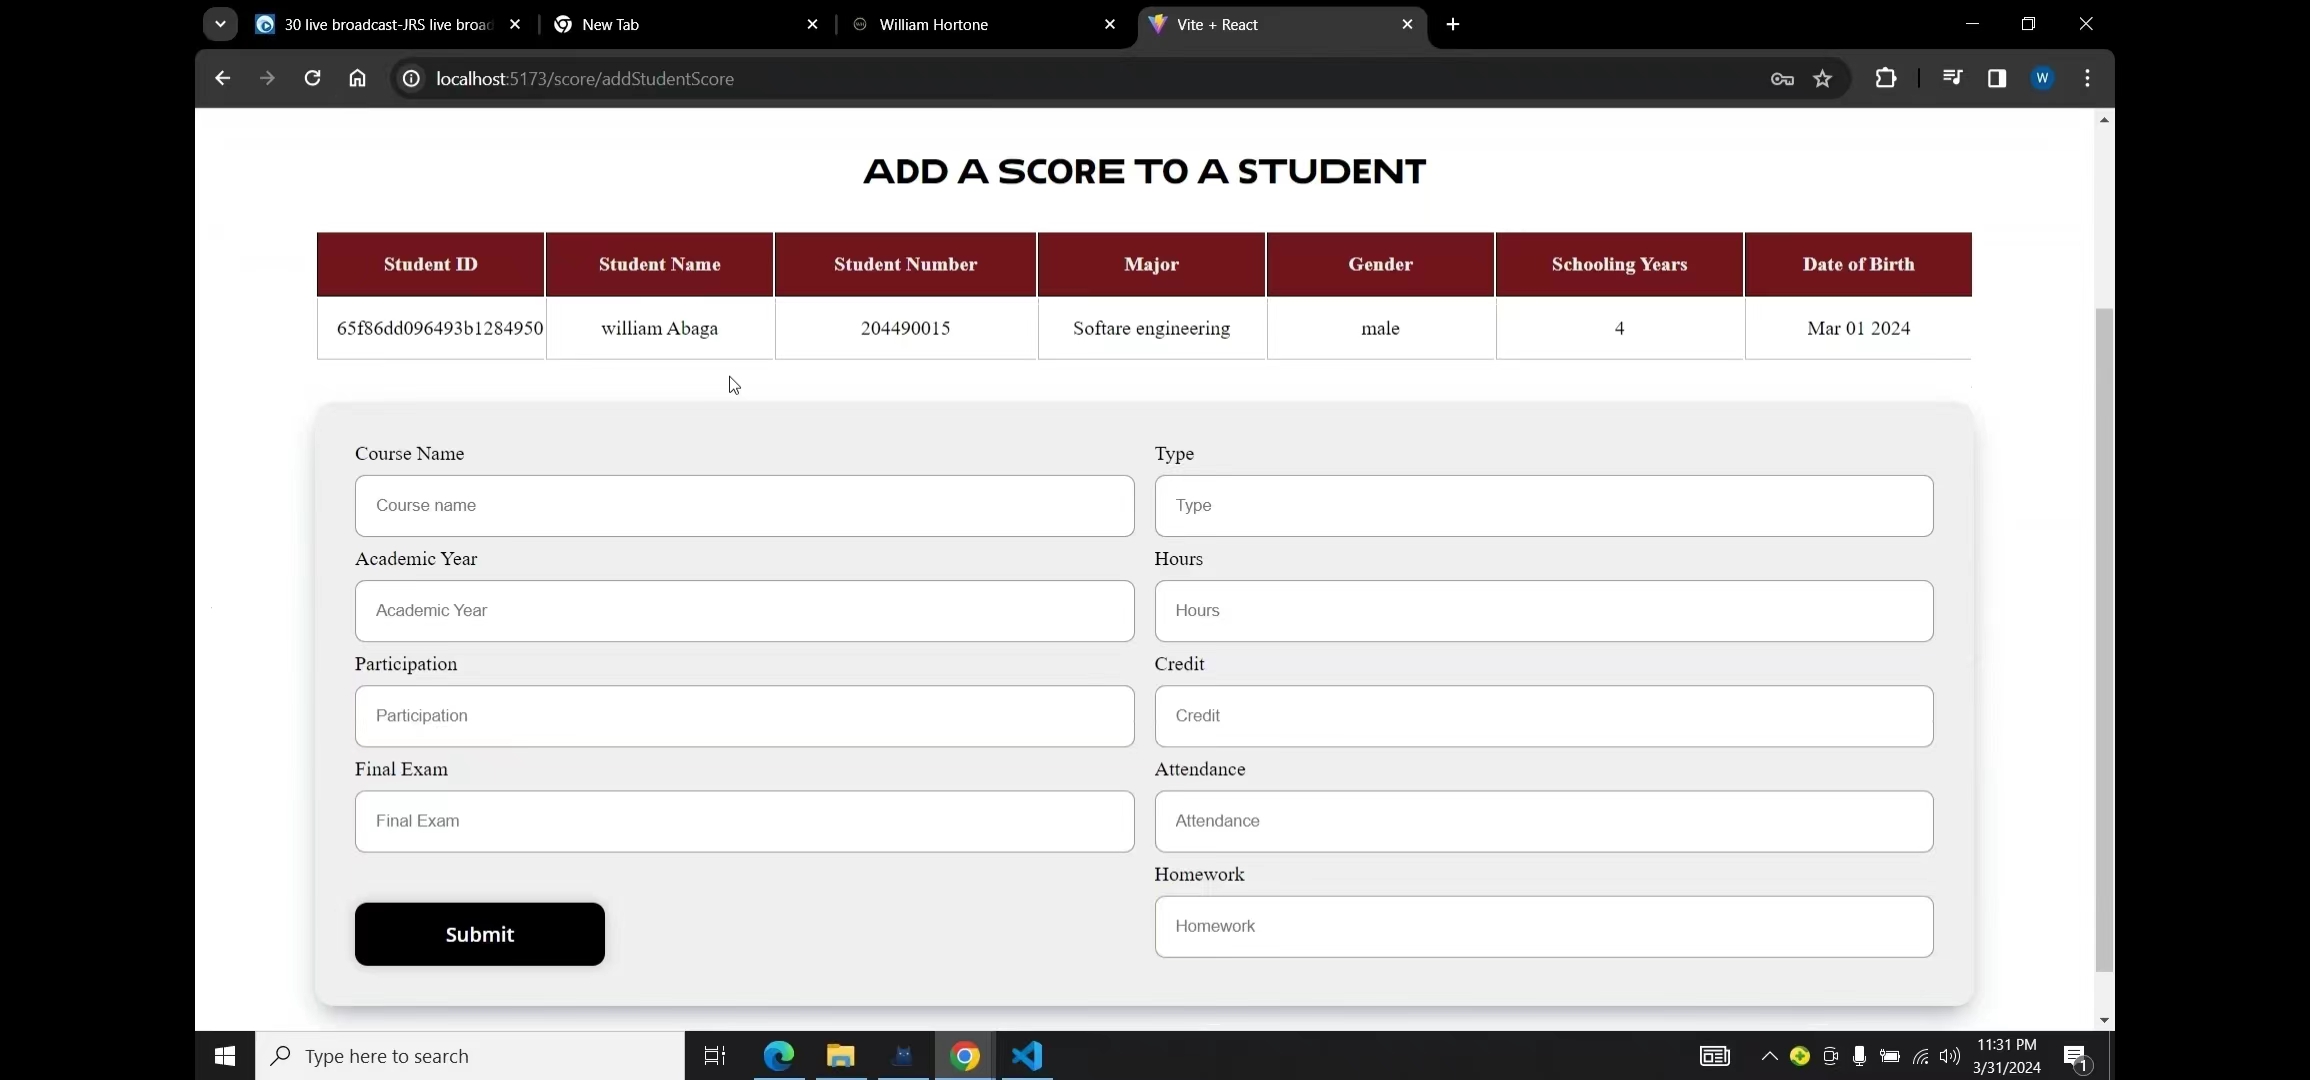 30 live broadcast-JRS live broad
New Tab
William Hortone
Vite + React
localhost:5173/score/addStudentScore
W
ADD A SCORE TO A STUDENT
Student ID Student Name Student Number Major Gender Schooling Years Date of Birth
65f86dd096493b1284950 william Abaga 204490015 Softare engineering male 4 Mar 01 2024
Course Name Type
Course name Type
Academic Year Hours
Academic Year Hours
Participation Credit
Participation Credit
Final Exam Attendance
Final Exam Attendance
Homework
Homework
Submit
Type here to search
11:31 PM
3/31/2024
1